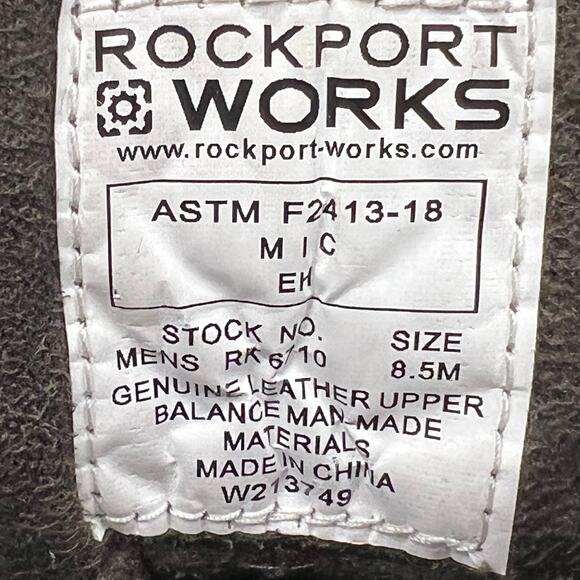 ROCKPORT
WORKS
www.rockport-works.com
ASTM F2413-18
M I C
EH
STOCK NO. SIZE
MENS RK6710 8.5M
GENUINE LEATHER UPPER
BALANCE MAN-MADE
MATERIALS
MADE IN CHINA
W213749